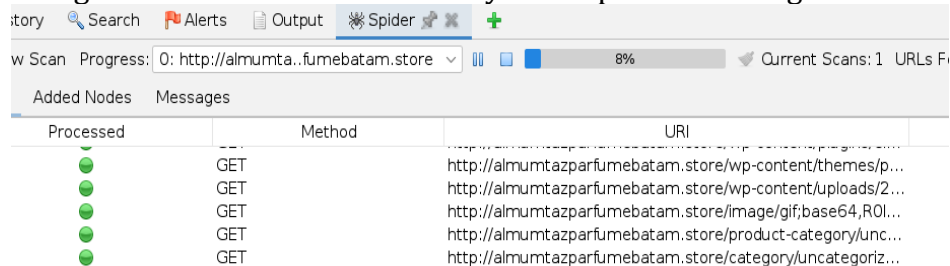 story Search Alerts Output Spider
w Scan Progress: 0: http://almumta..fumebatam.store 8% Current Scans: 1 URLs Fo
Added Nodes Messages
Processed Method URI
GET http://almumtazparfumebatam.store/wp-content/themes/p...
GET http://almumtazparfumebatam.store/wp-content/uploads/2...
GET http://almumtazparfumebatam.store/image/gif;base64,R0l...
GET http://almumtazparfumebatam.store/product-category/unc...
GET http://almumtazparfumebatam.store/category/uncategoriz...